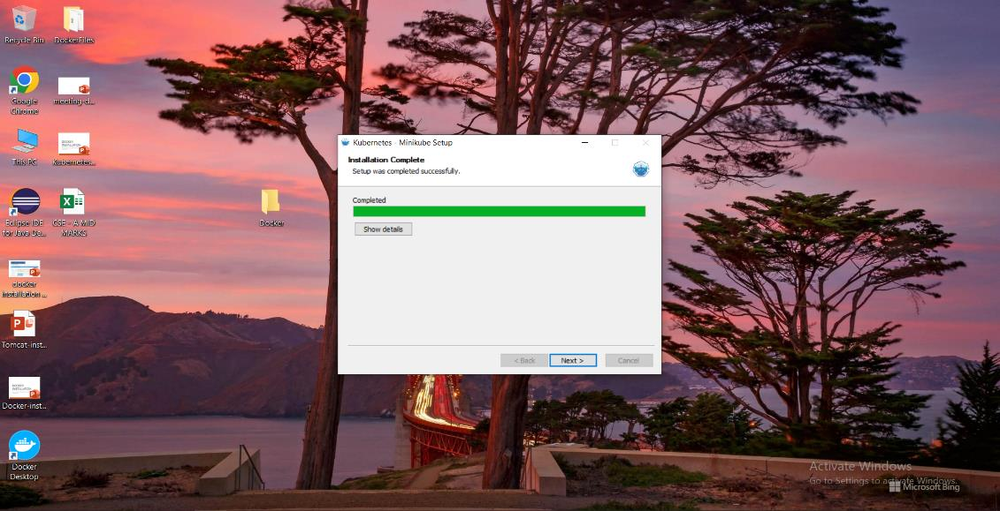 Recycle Bin
DockerFiles
Google
Chrome
meeting-d...
This PC
Kubernetes...
Eclipse IDE
for Java De...
CSE - A MID
MARKS
Docker
docker
installation ...
Tomcat-inst...
Docker-inst...
Docker
Desktop
Kubernetes - Minikube Setup
Installation Complete
Setup was completed successfully.
Completed
Show details
< Back
Next >
Cancel
Activate Windows
Go to Settings to activate Windows.
Microsoft Bing